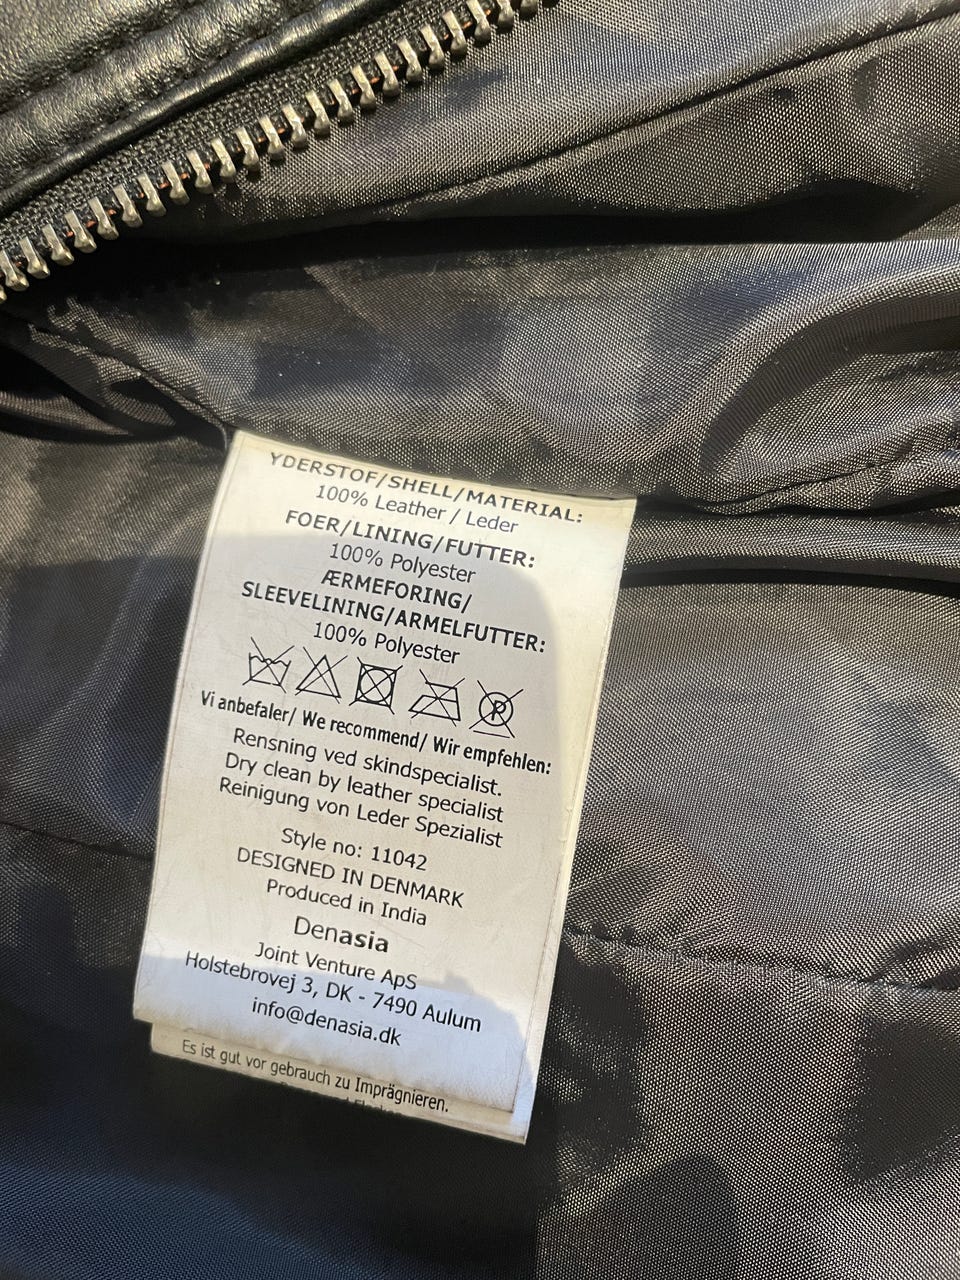 YDERSTOF/SHELL/MATERIAL:
100% Leather / Leder
FOER/LINING/FUTTER:
100% Polyester
ÆRMEFORING/
SLEEVELINING/ARMELFUTTER:
100% Polyester
P
Vi anbefaler/ We recommend/ Wir empfehlen:
Rensning ved skindspecialist.
Dry clean by leather specialist
Reinigung von Leder Spezialist
Style no: 11042
DESIGNED IN DENMARK
Produced in India
Denasia
Joint Venture ApS
Holstebrovej 3, DK - 7490 Aulum
info@denasia.dk
Es ist gut vor gebrauch zu Imprägnieren.